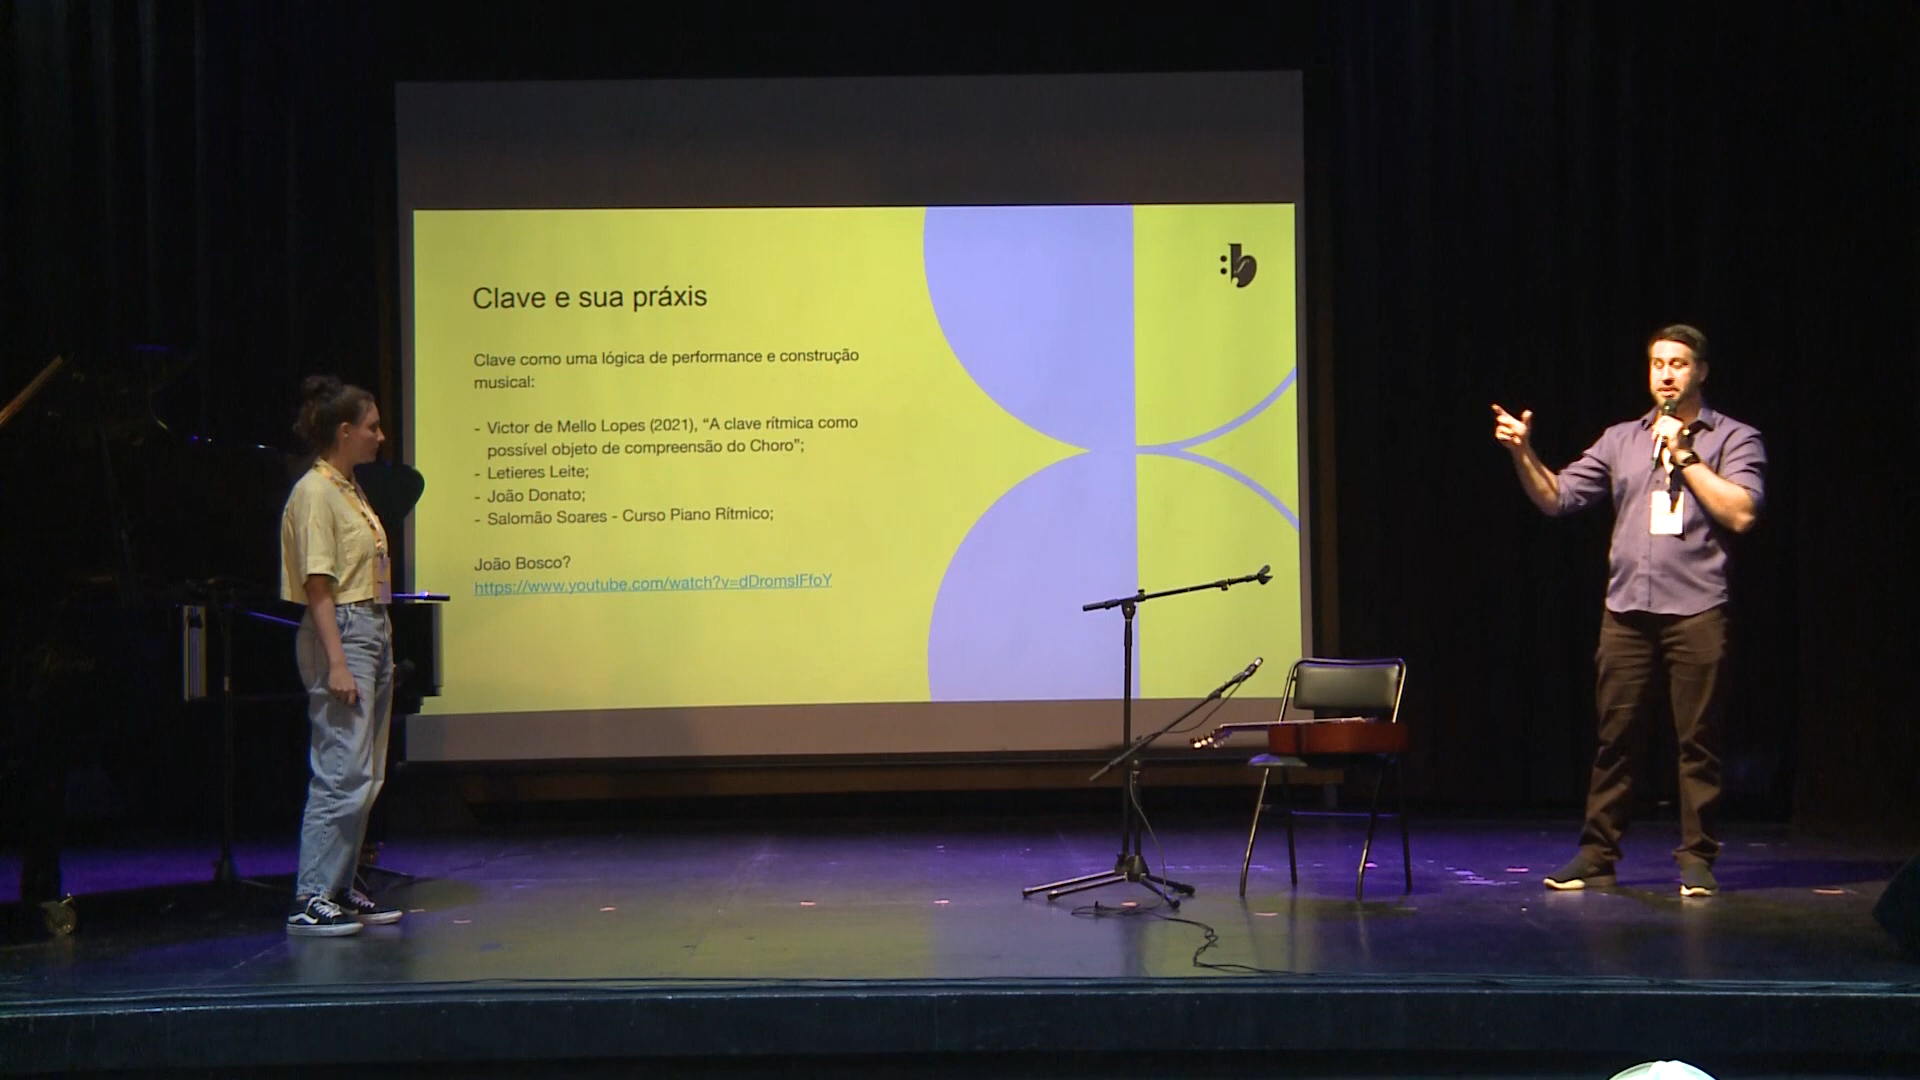 Clave e sua práxis
Clave como uma lógica de performance e construção
musical:
- Victor de Mello Lopes (2021), “A clave rítmica como
possível objeto de compreensão do Choro”;
- Letieres Leite;
- João Donato;
- Salomão Soares - Curso Piano Rítmico;
João Bosco?
https://www.youtube.com/watch?v=dDromsIFfoY